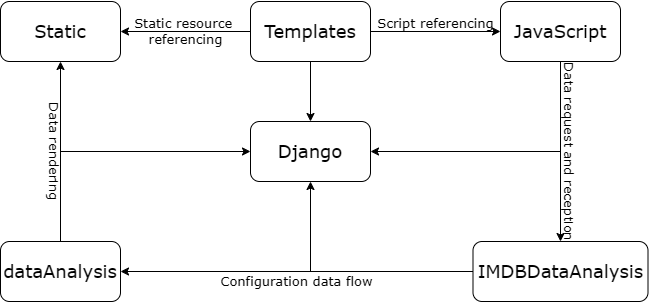 Static
Static resource
referencing
Templates
Script referencing
JavaScript
Data rendering
Django
Data request and reception
dataAnalysis
Configuration data flow
IMDBDataAnalysis